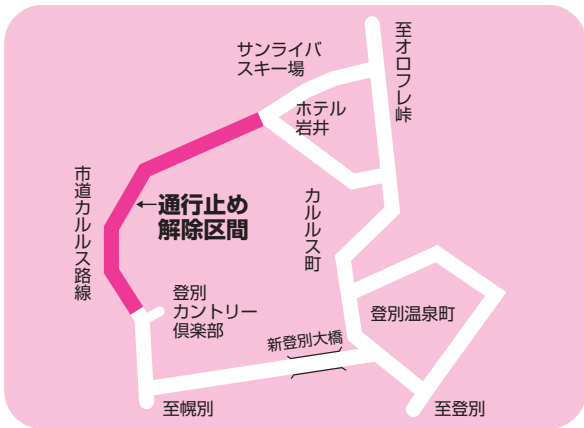 サンライバ
スキー場
至オロフレ峠
ホテル
岩井
市道カルルス路線
通行止め
解除区間
カルルス町
登別
カントリー
倶楽部
登別温泉町
新登別大橋
至幌別
至登別